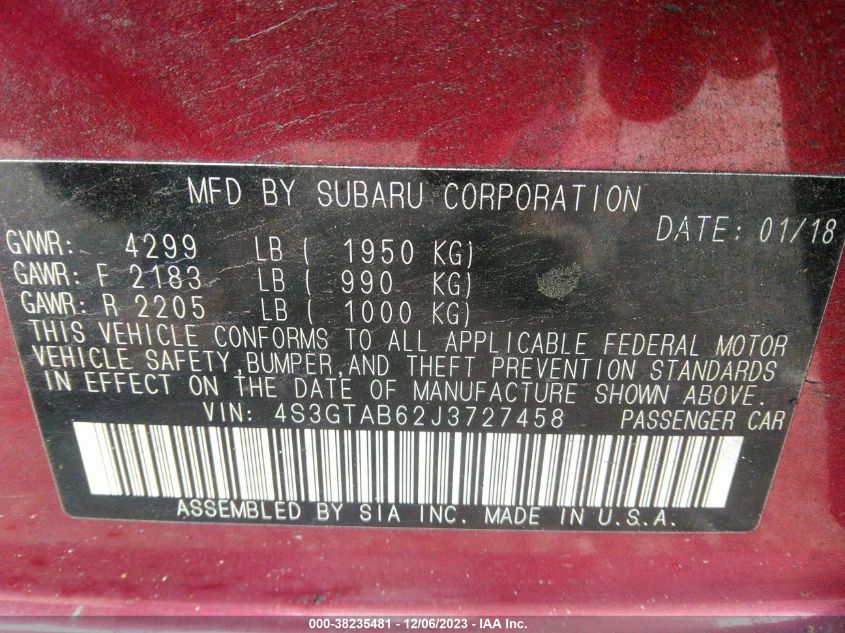 MFD BY SUBARU CORPORATION
DATE: 01/18
GVWR: 4299 LB ( 1950 KG)
GAWR: F 2183 LB ( 990 KG)
GAWR: R 2205 LB ( 1000 KG)
THIS VEHICLE CONFORMS TO ALL APPLICABLE FEDERAL MOTOR
VEHICLE SAFETY,BUMPER,AND THEFT PREVENTION STANDARDS
IN EFFECT ON THE DATE OF MANUFACTURE SHOWN ABOVE.
VIN: 4S3GTAB62J3727458 PASSENGER CAR
ASSEMBLED BY SIA INC. MADE IN U.S.A.
000-38235481 - 12/06/2023 - IAA Inc.